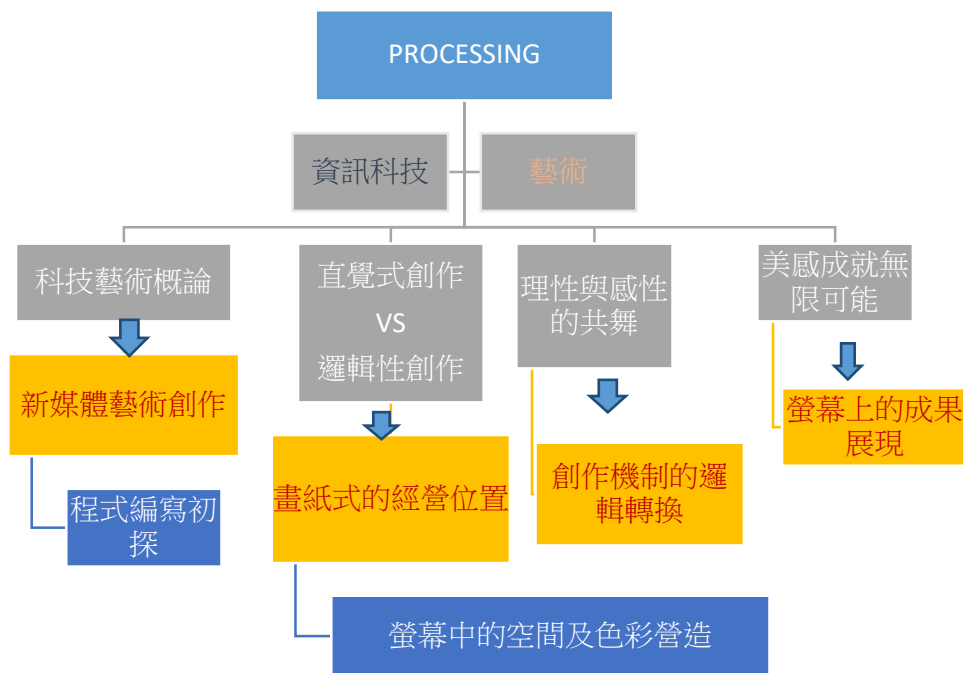 PROCESSING
資訊科技
藝術
科技藝術概論
直覺式創作
VS
邏輯性創作
理性與感性
的共舞
美感成就無
限可能
新媒體藝術創作
畫紙式的經營位置
創作機制的邏
輯轉換
螢幕上的成果
展現
程式編寫初
探
螢幕中的空間及色彩營造